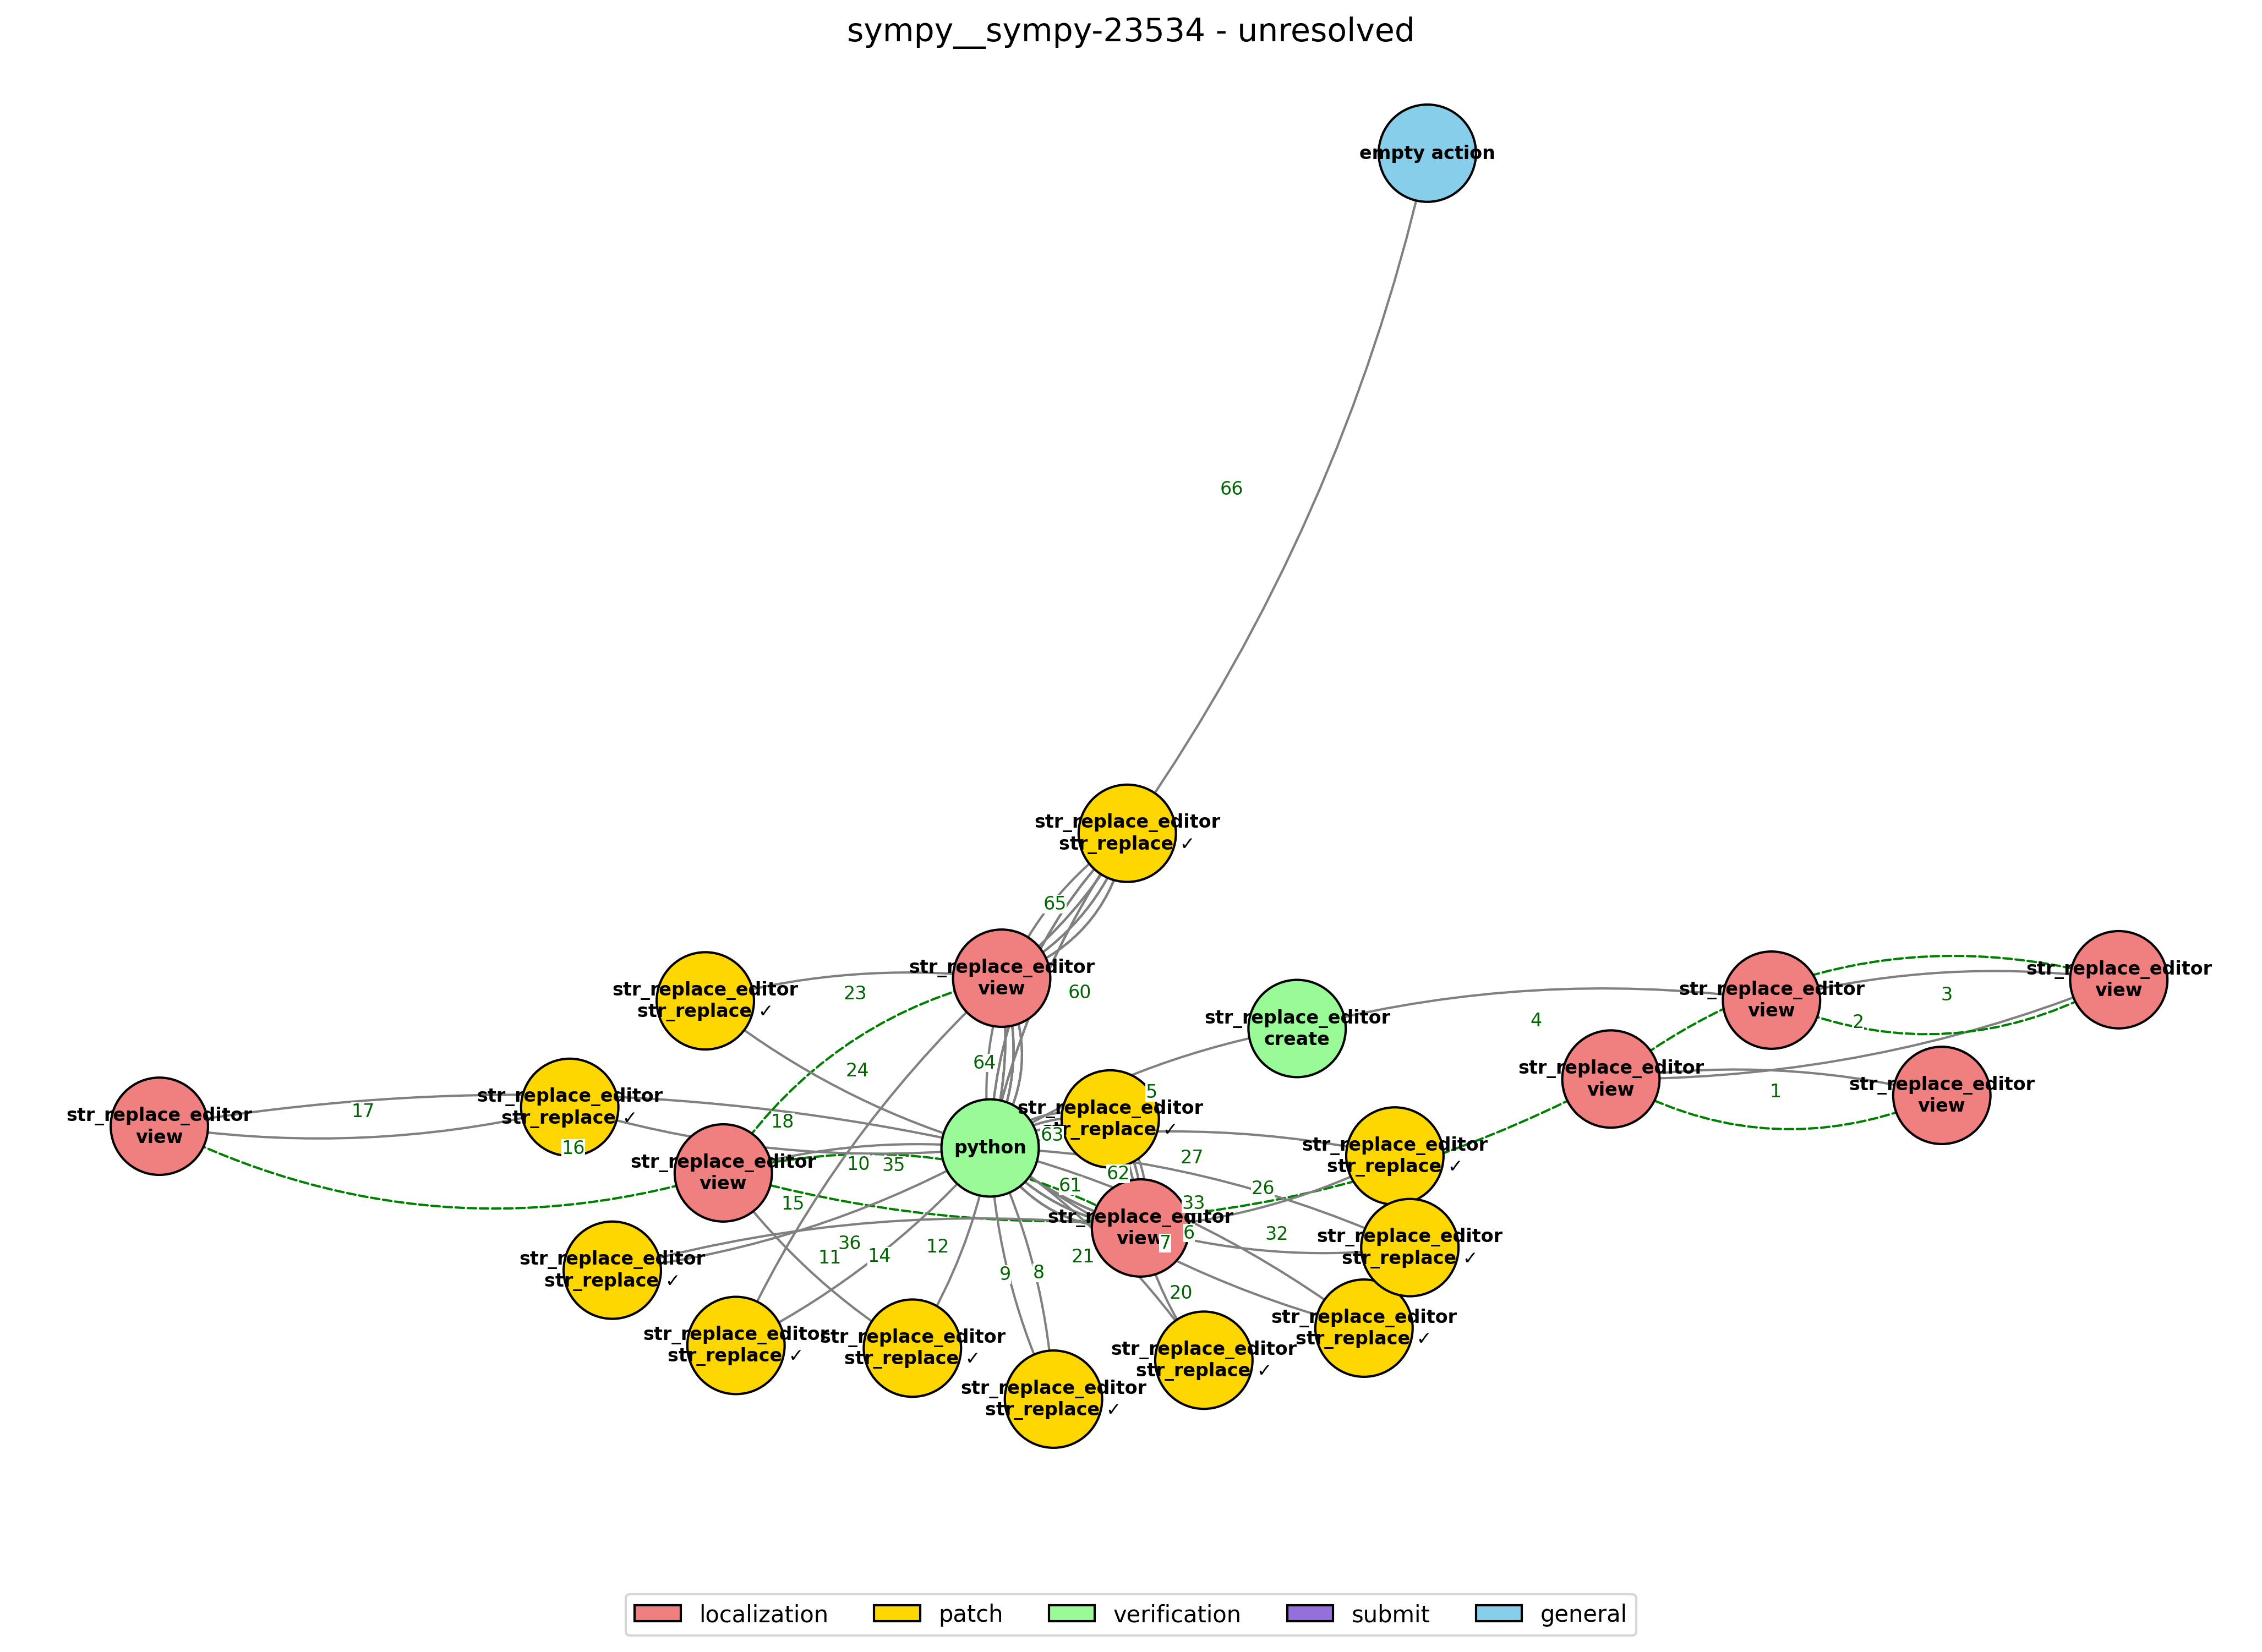 sympy__sympy-23534 - unresolved
empty action
66
str_replace_editor
str_replace ✓
65
str_replace_editor
view
str_replace_editor
str_replace ✓
23
60
str_replace_editor
view
3
str_replace_editor
view
2
str_replace_editor
create
4
64
24
str_replace_editor
view
1
str_replace_editor
view
5
str_replace_editor
view
17
str_replace_editor
str_replace ✓
16
18
str_replace_editor
str_replace ✓
63
python
str_replace_editor
view
10
35
27
str_replace_editor
str_replace ✓
62
61
26
15
33
str_replace_editor
view
6
7
32
str_replace_editor
str_replace ✓
36
11
14
12
21
9
8
str_replace_editor
str_replace ✓
20
str_replace_editor
str_replace ✓
str_replace_editor
str_replace ✓
str_replace_editor
str_replace ✓
str_replace_editor
str_replace ✓
str_replace_editor
str_replace ✓
localization
patch
verification
submit
general